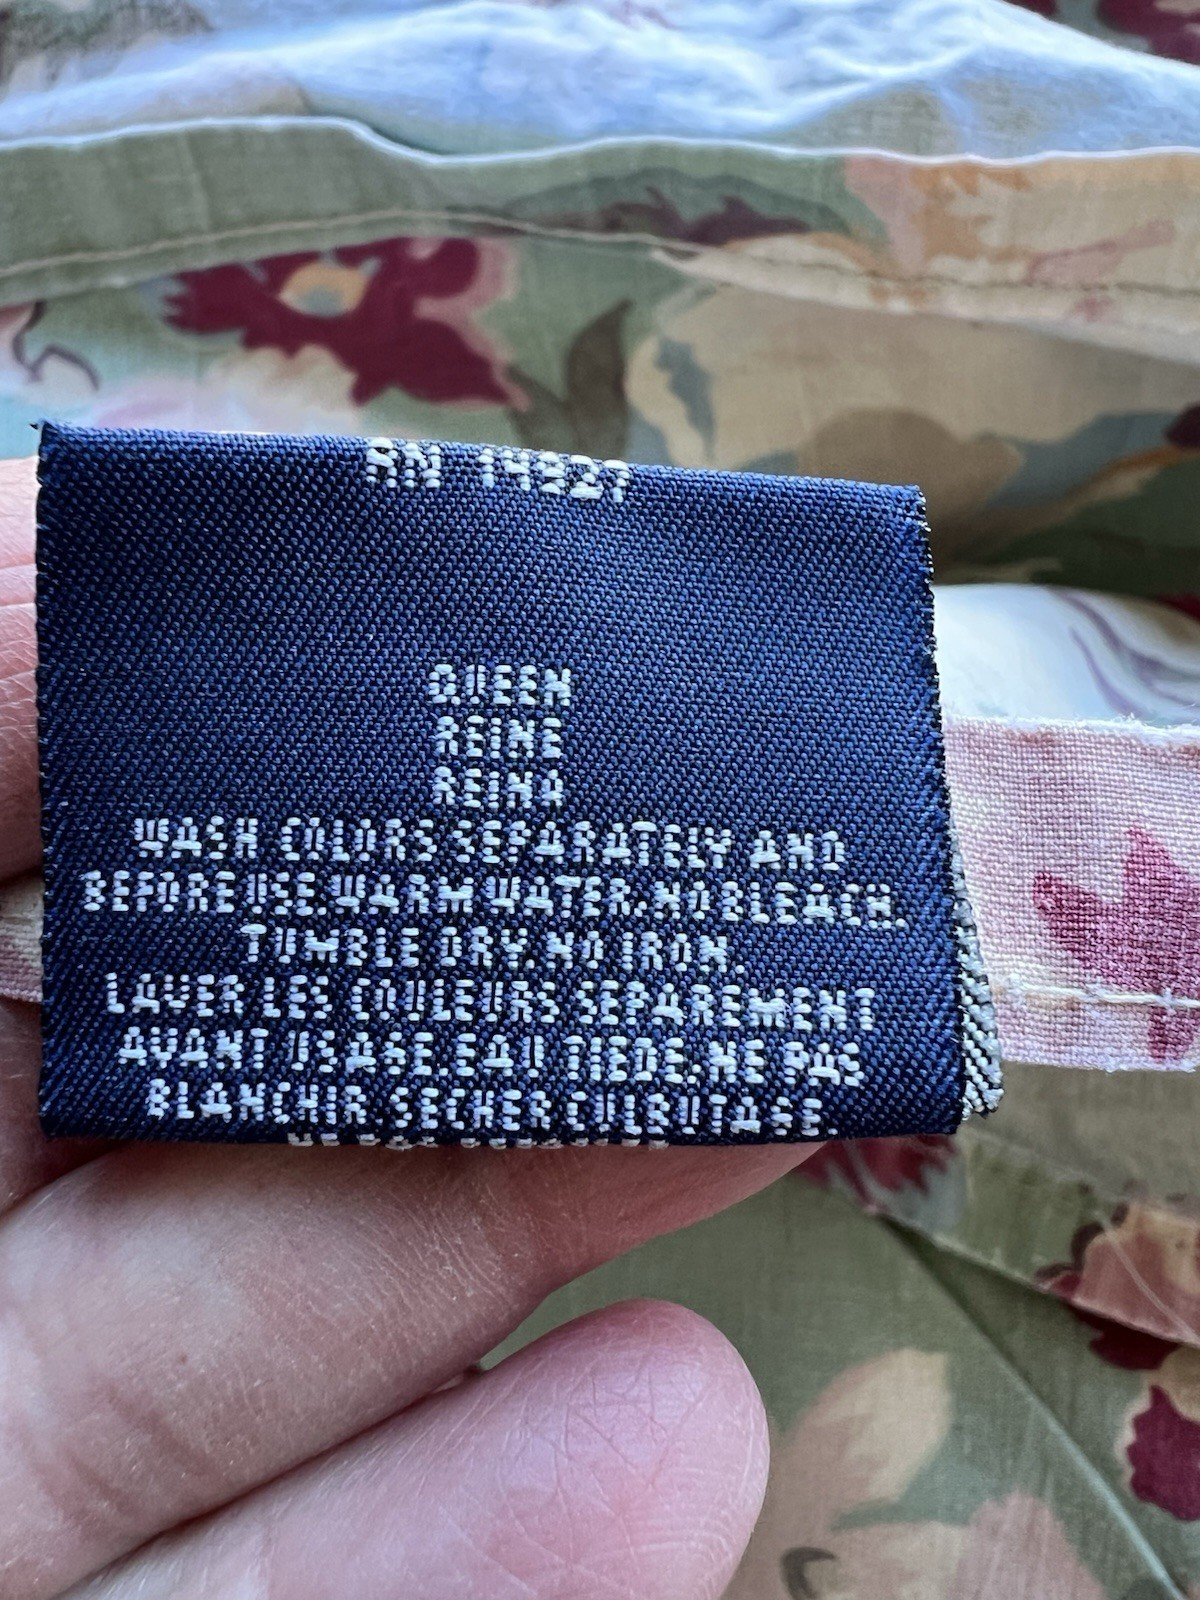 RN 14927
QUEEN
REINE
REINA
WASH COLORS SEPARATELY AND
BEFORE USE. WARM WATER. NO BLEACH.
TUMBLE DRY. NO IRON.
LAVER LES COULEURS SEPAREMENT
AVANT USAGE. EAU TIEDE. NE PAS
BLANCHIR. SECHER CULBUTAGE.